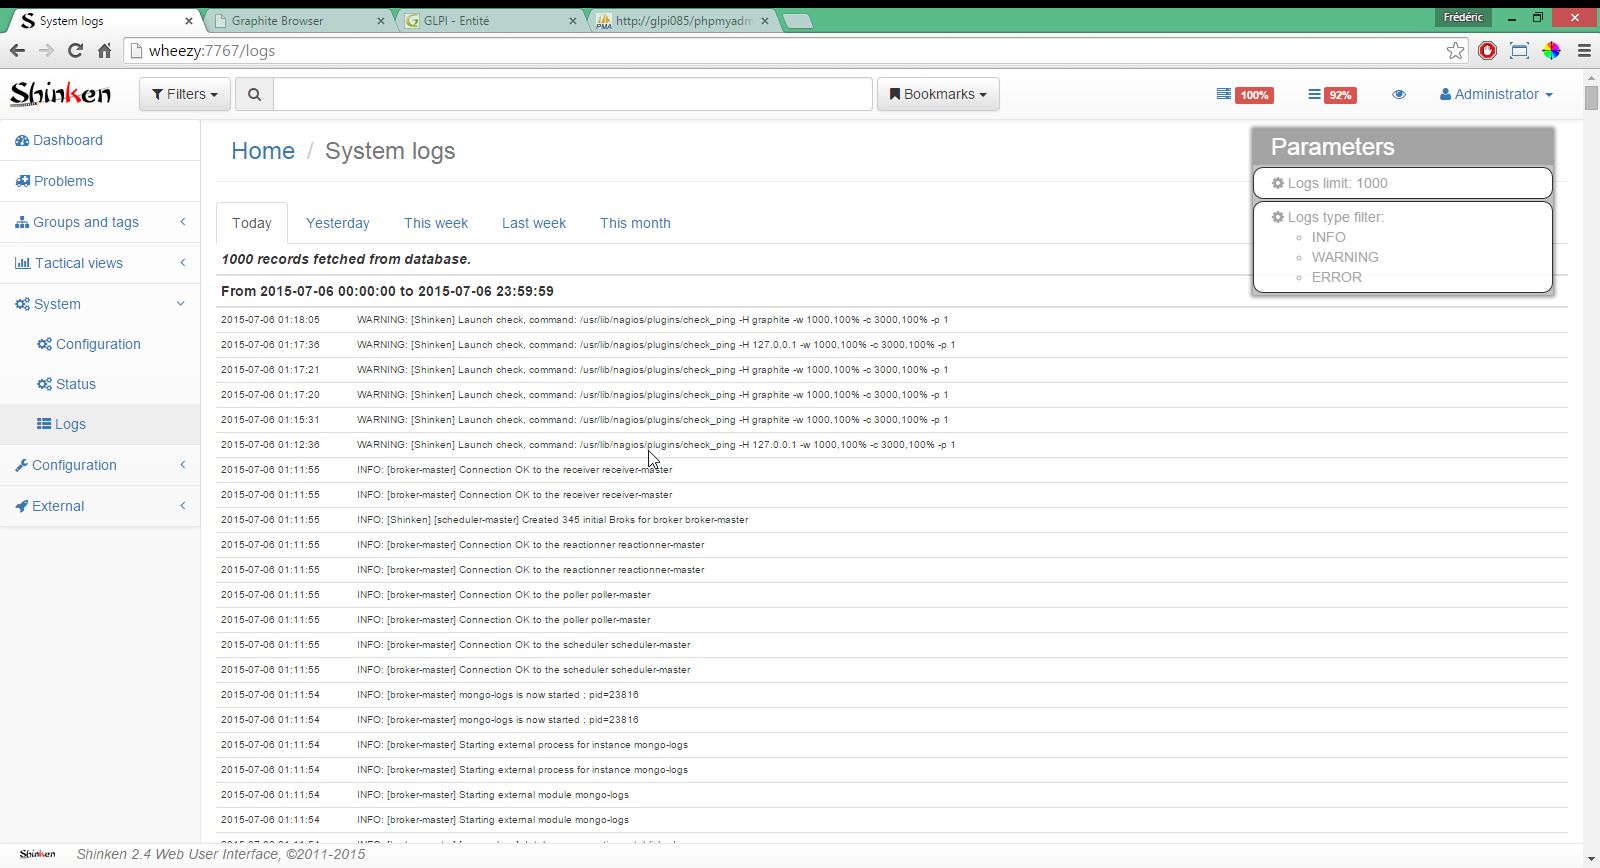 System logs
Graphite Browser
GLPI - Entité
PMA
http://glpi085/phpmyadm
Frédéric
wheezy:7767/logs
Shinken
Filters
Bookmarks
100%
92%
Administrator
Dashboard
Problems
Groups and tags
Tactical views
System
Configuration
Status
Logs
Configuration
External
Home / System logs
Parameters
Logs limit: 1000
Logs type filter:
INFO
WARNING
ERROR
Today Yesterday This week Last week This month
1000 records fetched from database.
From 2015-07-06 00:00:00 to 2015-07-06 23:59:59
2015-07-06 01:18:05 WARNING: [Shinken] Launch check, command: /usr/lib/nagios/plugins/check_ping -H graphite -w 1000,100% -c 3000,100% -p 1
2015-07-06 01:17:36 WARNING: [Shinken] Launch check, command: /usr/lib/nagios/plugins/check_ping -H 127.0.0.1 -w 1000,100% -c 3000,100% -p 1
2015-07-06 01:17:21 WARNING: [Shinken] Launch check, command: /usr/lib/nagios/plugins/check_ping -H graphite -w 1000,100% -c 3000,100% -p 1
2015-07-06 01:17:20 WARNING: [Shinken] Launch check, command: /usr/lib/nagios/plugins/check_ping -H graphite -w 1000,100% -c 3000,100% -p 1
2015-07-06 01:15:31 WARNING: [Shinken] Launch check, command: /usr/lib/nagios/plugins/check_ping -H graphite -w 1000,100% -c 3000,100% -p 1
2015-07-06 01:12:36 WARNING: [Shinken] Launch check, command: /usr/lib/nagios/plugins/check_ping -H 127.0.0.1 -w 1000,100% -c 3000,100% -p 1
2015-07-06 01:11:55 INFO: [broker-master] Connection OK to the receiver receiver-master
2015-07-06 01:11:55 INFO: [broker-master] Connection OK to the receiver receiver-master
2015-07-06 01:11:55 INFO: [Shinken] [scheduler-master] Created 345 initial Broks for broker broker-master
2015-07-06 01:11:55 INFO: [broker-master] Connection OK to the reactionner reactionner-master
2015-07-06 01:11:55 INFO: [broker-master] Connection OK to the reactionner reactionner-master
2015-07-06 01:11:55 INFO: [broker-master] Connection OK to the poller poller-master
2015-07-06 01:11:55 INFO: [broker-master] Connection OK to the poller poller-master
2015-07-06 01:11:55 INFO: [broker-master] Connection OK to the scheduler scheduler-master
2015-07-06 01:11:55 INFO: [broker-master] Connection OK to the scheduler scheduler-master
2015-07-06 01:11:54 INFO: [broker-master] mongo-logs is now started ; pid=23816
2015-07-06 01:11:54 INFO: [broker-master] mongo-logs is now started ; pid=23816
2015-07-06 01:11:54 INFO: [broker-master] Starting external process for instance mongo-logs
2015-07-06 01:11:54 INFO: [broker-master] Starting external process for instance mongo-logs
2015-07-06 01:11:54 INFO: [broker-master] Starting external module mongo-logs
2015-07-06 01:11:54 INFO: [broker-master] Starting external module mongo-logs
Shinken
Shinken 2.4 Web User Interface, ©2011-2015